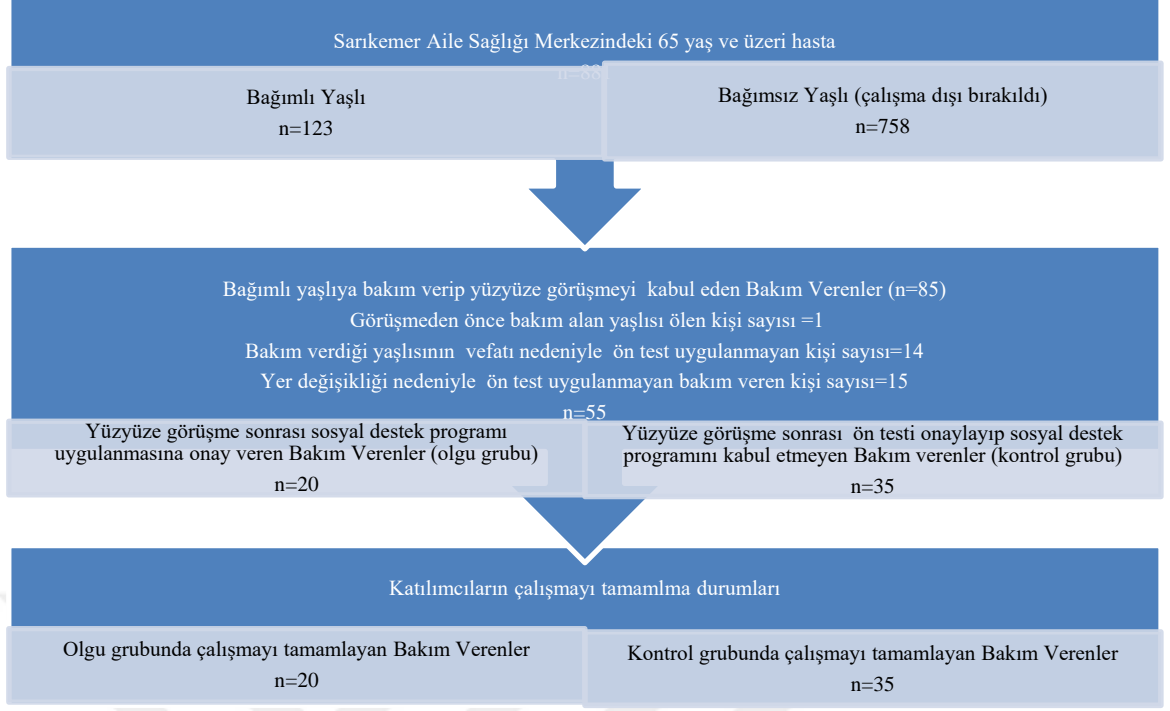 Sarıkemer Aile Sağlığı Merkezindeki 65 yaş ve üzeri hasta
Bağımlı Yaşlı
n=123
Bağımsız Yaşlı (çalışma dışı bırakıldı)
n=758
Bağımlı yaşlıya bakım verip yüzyüze görüşmeyi kabul eden Bakım Verenler (n=85)
Görüşmeden önce bakım alan yaşlısı ölen kişi sayısı =1
Bakım verdiği yaşlısının vefatı nedeniyle ön test uygulanmayan kişi sayısı=14
Yer değişikliği nedeniyle ön test uygulanmayan bakım veren kişi sayısı=15
n=55
Yüzyüze görüşme sonrası sosyal destek programı
uygulanmasına onay veren Bakım Verenler (olgu grubu)
n=20
Yüzyüze görüşme sonrası ön testi onaylayıp sosyal destek
programını kabul etmeyen Bakım verenler (kontrol grubu)
n=35
Katılımcıların çalışmayı tamamlma durumları
Olgu grubunda çalışmayı tamamlayan Bakım Verenler
n=20
Kontrol grubunda çalışmayı tamamlayan Bakım Verenler
n=35